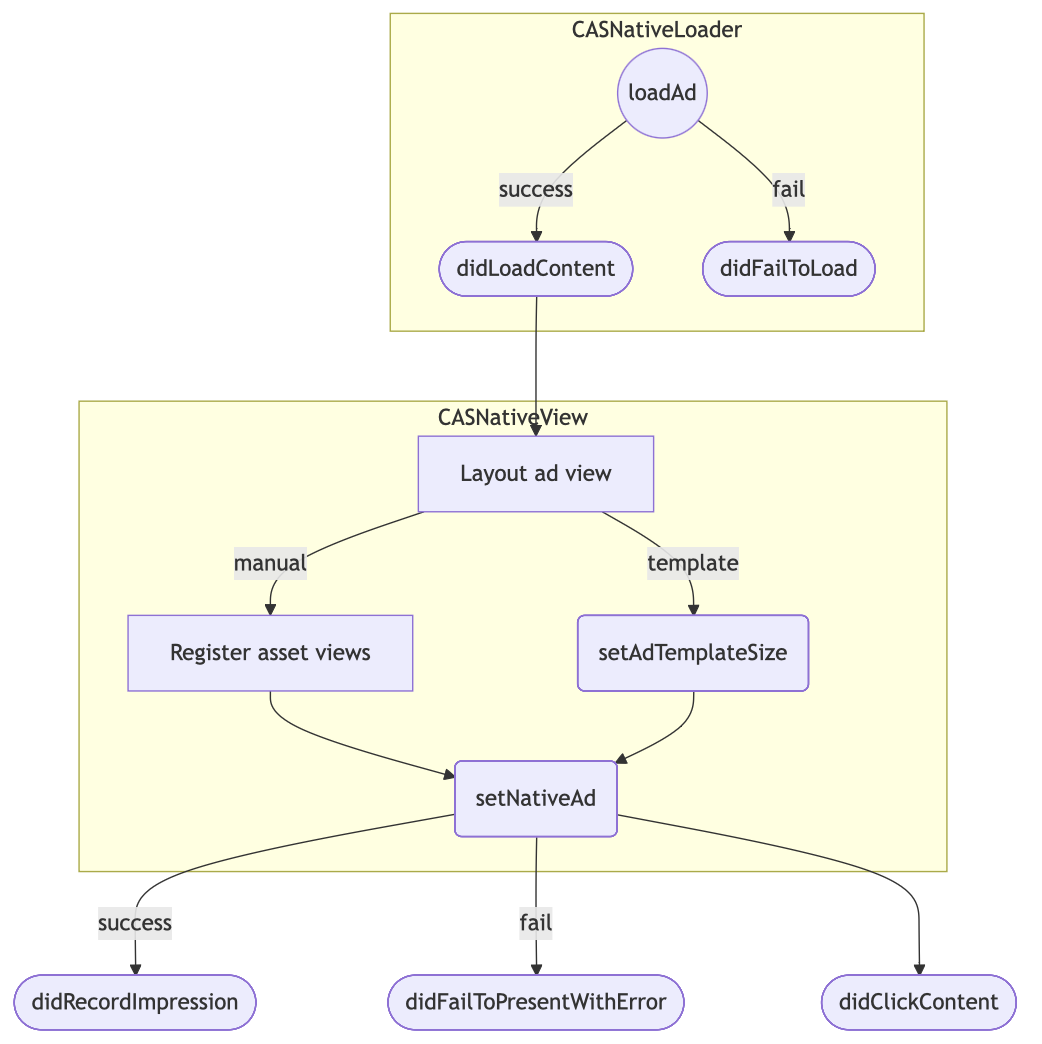 CASNativeLoader
loadAd
success
fail
didLoadContent
didFailToLoad
CASNativeView
Layout ad view
manual
template
Register asset views
setAdTemplateSize
setNativeAd
success
fail
didRecordImpression
didFailToPresentWithError
didClickContent